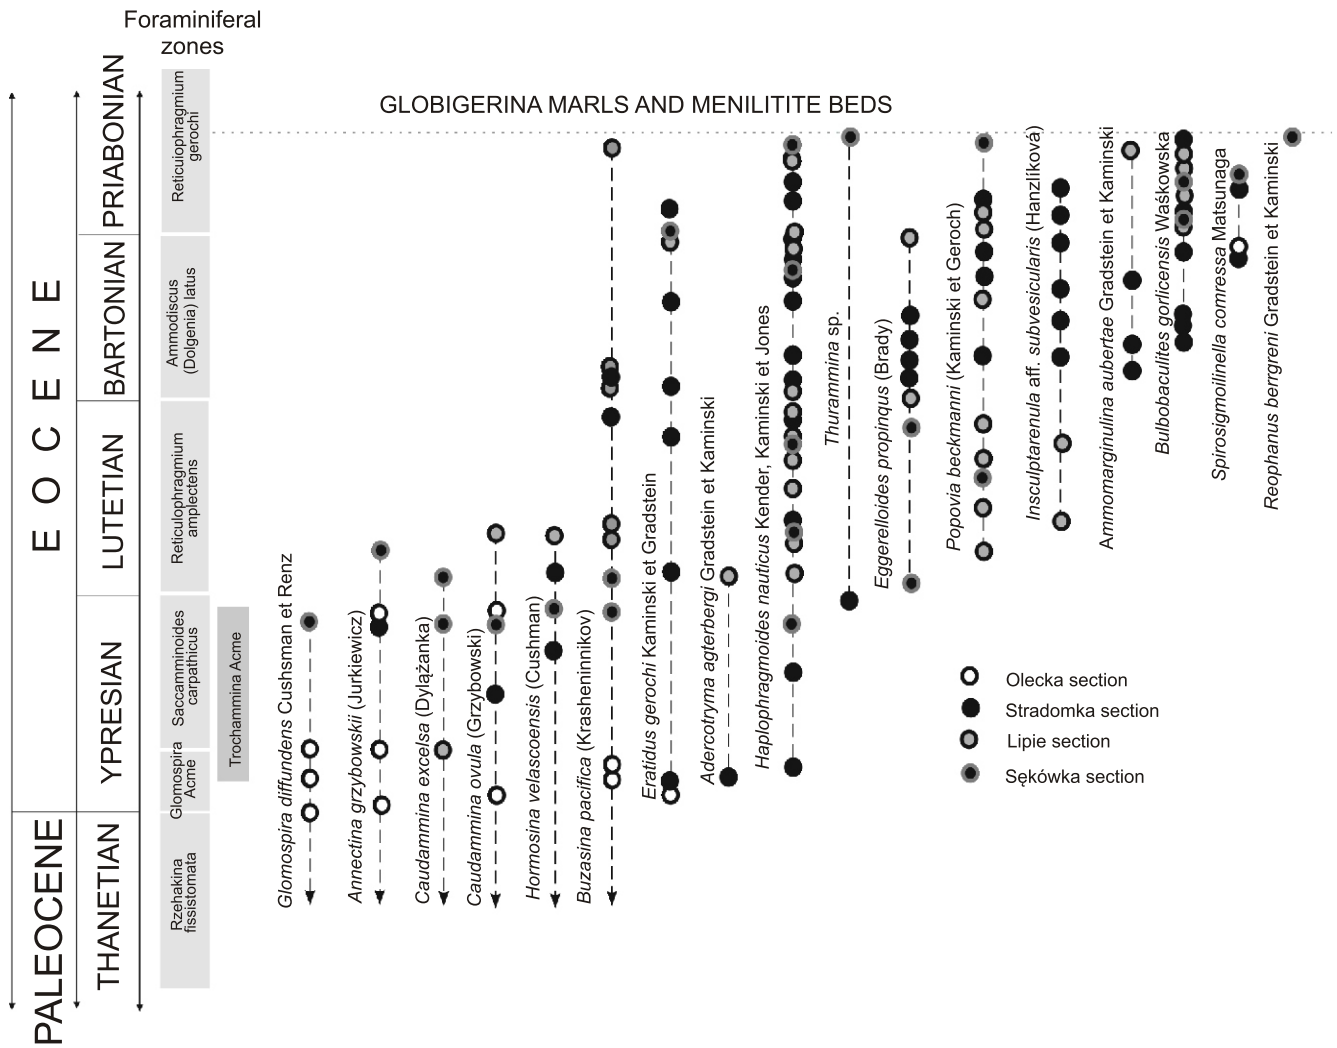 Foraminiferal
zones
GLOBIGERINA MARLS AND MENILITITE BEDS
EOCENE
PALEOCENE
PRIABONIAN
BARTONIAN
LUTETIAN
YPRESIAN
THANETIAN
Reticuiophragmium
gerochi
Ammodiscus
(Dolgenia) latus
Reticulophragmium
amplectens
Saccamminoides
carpathicus
Glomospira
Acme
Rzehakina
fissistomata
Trochammina Acme
Glomospira diffundens Cushsman et Renz
Annectina grzybowskii (Jurkiewicz)
Caudammina excelsa (Dylążanka)
Caudammina ovula (Grzybowski)
Hormosina velascoensis (Cushman)
Buzasina pacifica (Krasheninnikov)
Eratidus gerochi Kaminski et Gradstein
Adercotryma agterbergi Gradstein et Kaminski
Haplophragmoides nauticus Kender, Kaminski et Jones
Thurammina sp.
Eggerelloides propinqus (Brady)
Popovia beckmanni (Kaminski et Geroch)
Insculptarenula aff. subvesicularis (Hanzlíková)
Ammomarginulina aubertae Gradstein et Kaminski
Bulbobaculites gorlicensis Waśkowska
Spirosigmoilinella comressa Matsunaga
Reophanus berrgreni Gradstein et Kaminski
Olecka section
Stradomka section
Lipie section
Sękówka section